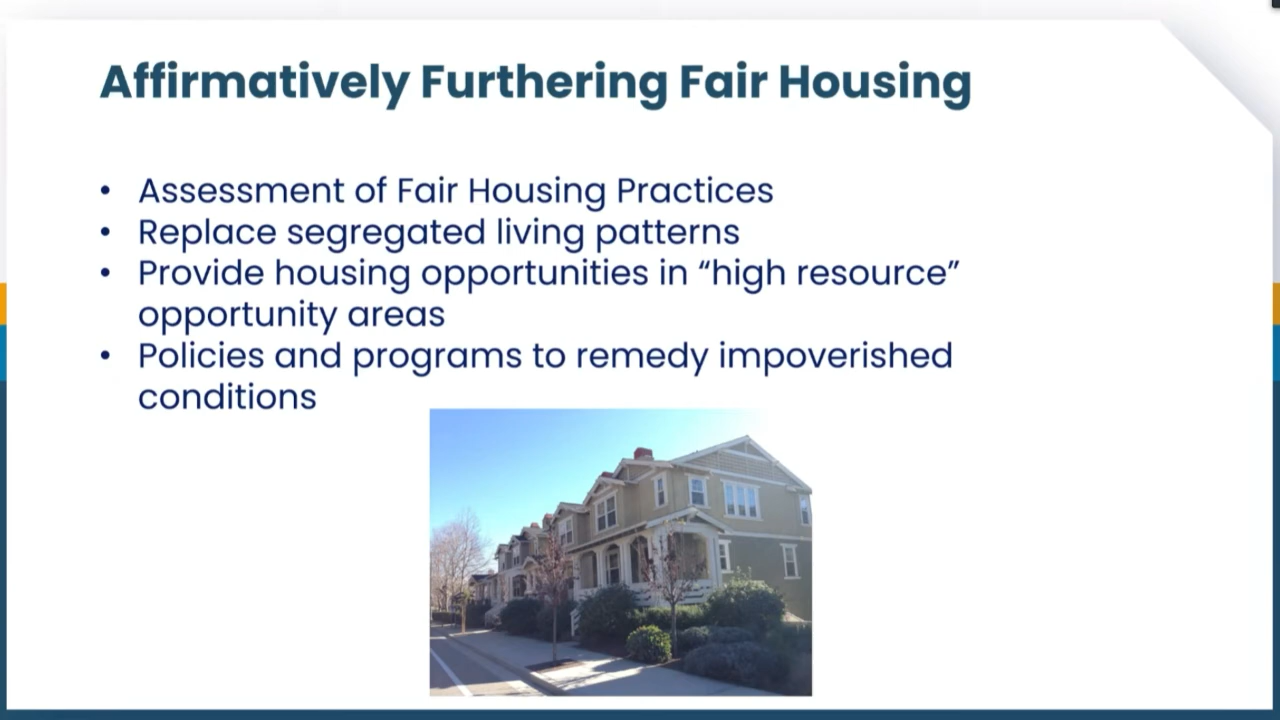 Affirmatively Furthering Fair Housing
• Assessment of Fair Housing Practices
• Replace segregated living patterns
• Provide housing opportunities in “high resource”
opportunity areas
• Policies and programs to remedy impoverished
conditions